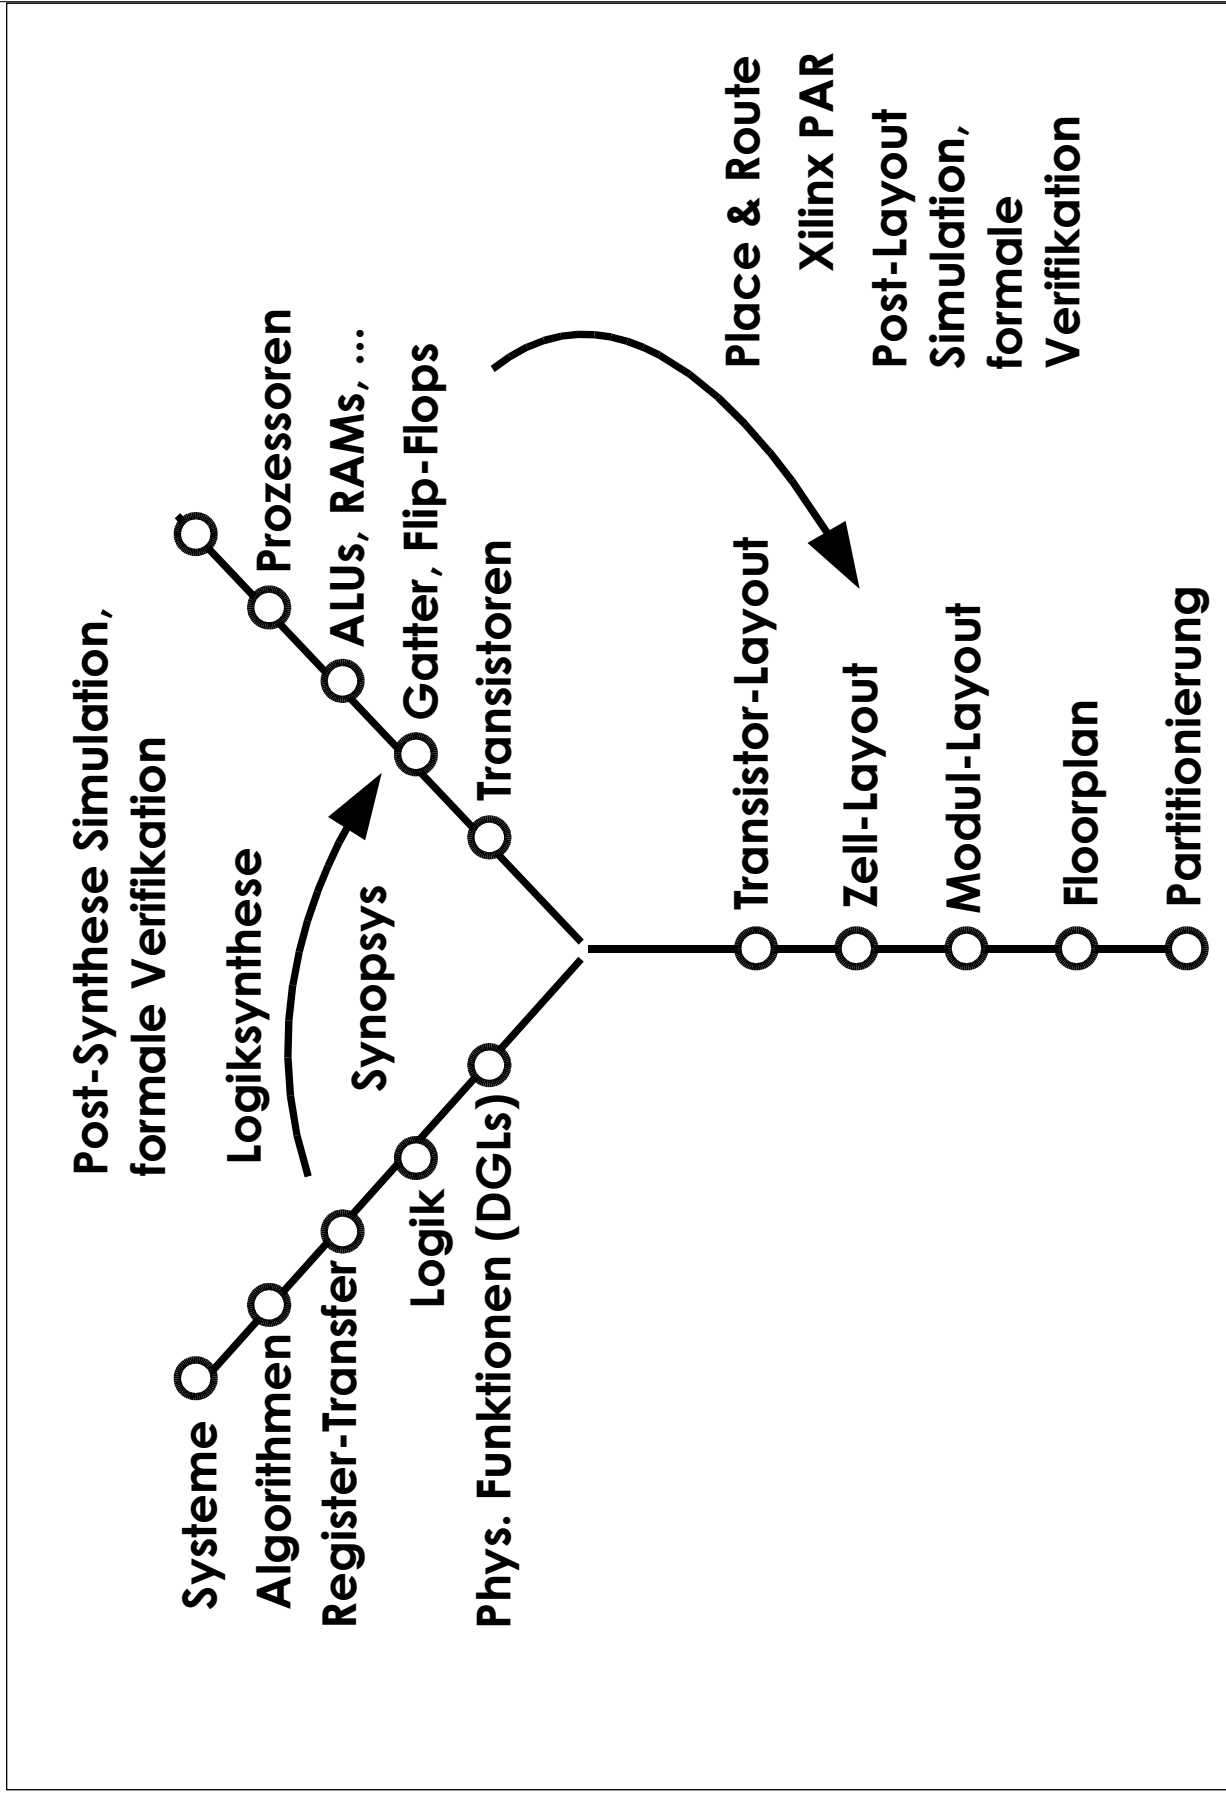 Post-Synthese Simulation,
formale Verifikation
Logiksynthese
Synopsys
Systeme
Algorithmen
Register-Transfer
Logik
Phys. Funktionen (DGLs)
Prozessoren
ALUs, RAMs, ...
Gatter, Flip-Flops
Transistoren
Place & Route
Xilinx PAR
Post-Layout
Simulation,
formale
Verifikation
Transistor-Layout
Zell-Layout
Modul-Layout
Floorplan
Partitionierung